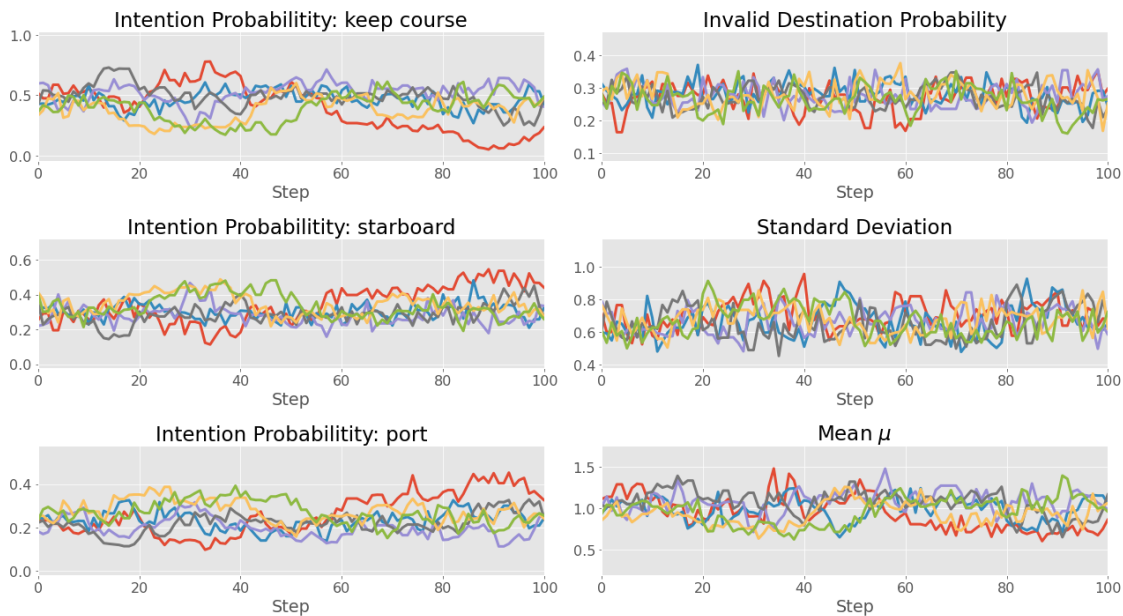 Intention Probabilitity: keep course
1.0
0.5
0.0
0 20 40 60 80 100
Step
Invalid Destination Probability
0.4
0.3
0.2
0.1
0 20 40 60 80 100
Step
Intention Probabilitity: starboard
0.6
0.4
0.2
0.0
0 20 40 60 80 100
Step
Standard Deviation
1.0
0.8
0.6
0.4
0 20 40 60 80 100
Step
Intention Probabilitity: port
0.4
0.2
0.0
0 20 40 60 80 100
Step
Mean μ
1.5
1.0
0.5
0 20 40 60 80 100
Step